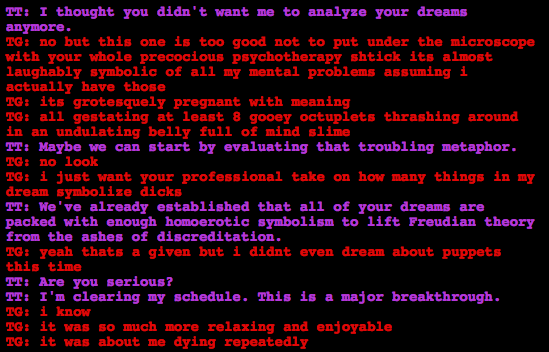 TT: I thought you didn't want me to analyze your dreams
anymore.
TG: no but this one is too good not to put under the microscope
with your whole precocious psychotherapy shtick its almost
laughably symbolic of all my mental problems assuming i
actually have those
TG: its grotesquely pregnant with meaning
TG: all gestating at least 8 gooey octuplets thrashing around
in an undulating belly full of mind slime
TT: Maybe we can start by evaluating that troubling metaphor.
TG: no look
TG: i just want your professional take on how many things in my
dream symbolize dicks
TT: We've already established that all of your dreams are
packed with enough homoerotic symbolism to lift Freudian theory
from the ashes of discreditation.
TG: yeah thats a given but i didnt even dream about puppets
this time
TT: Are you serious?
TT: I'm clearing my schedule. This is a major breakthrough.
TG: i know
TG: it was so much more relaxing and enjoyable
TG: it was about me dying repeatedly